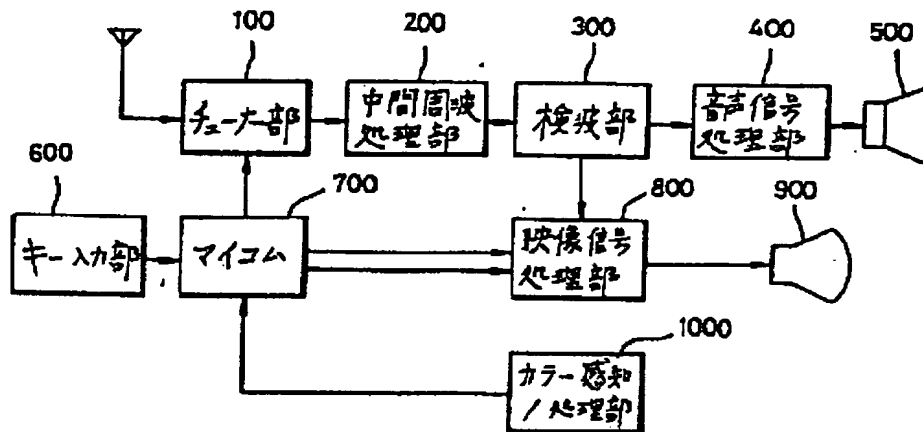 100
200
300
400
500
チューナ部
中間周波
処理部
検波部
音声信号
処理部
600
700
800
900
キー入力部
マイコム
映像信号
処理部
1000
カラー感知
/処理部